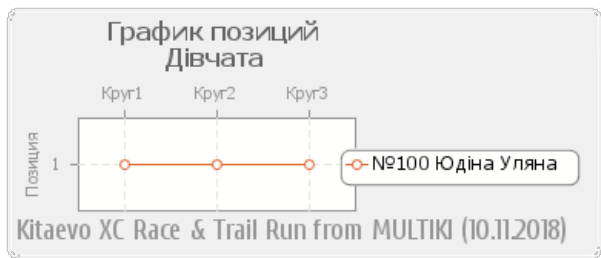 График позиций
Дівчата
Круг1 Круг2 Круг3
Позиция
1
№100 Юдіна Уляна
Kitaevo XC Race & Trail Run from MULTIKI (10.11.2018)